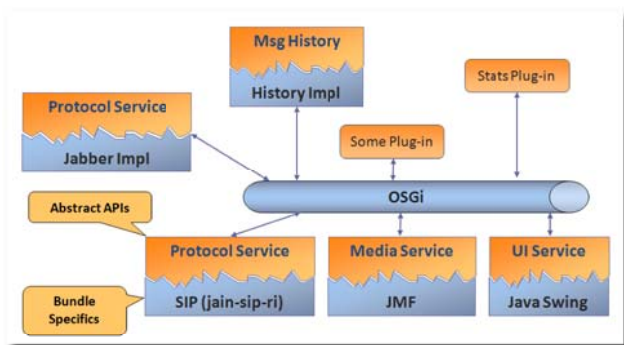 Msg History
History Impl
Stats Plug-in
Protocol Service
Jabber Impl
Some Plug-in
OSGi
Abstract APIs
Protocol Service
SIP (jain-sip-ri)
Media Service
JMF
UI Service
Java Swing
Bundle
Specifics